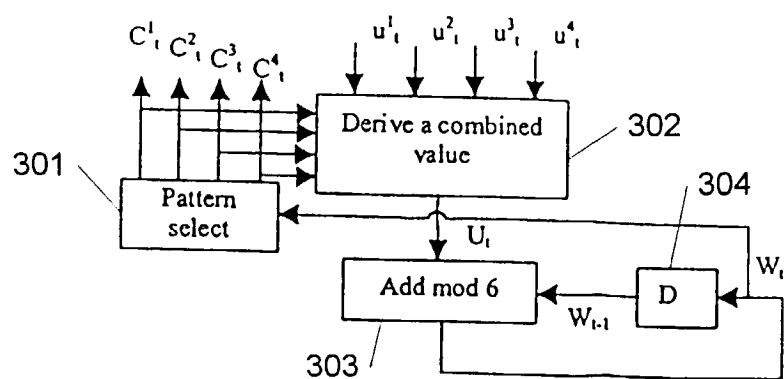 C¹ₜ C²ₜ C³ₜ C⁴ₜ
u¹ₜ u²ₜ u³ₜ u⁴ₜ
Derive a combined
value
302
301
Pattern
select
304
Uₜ
Wₜ
Add mod 6
Wₜ₋₁
D
303